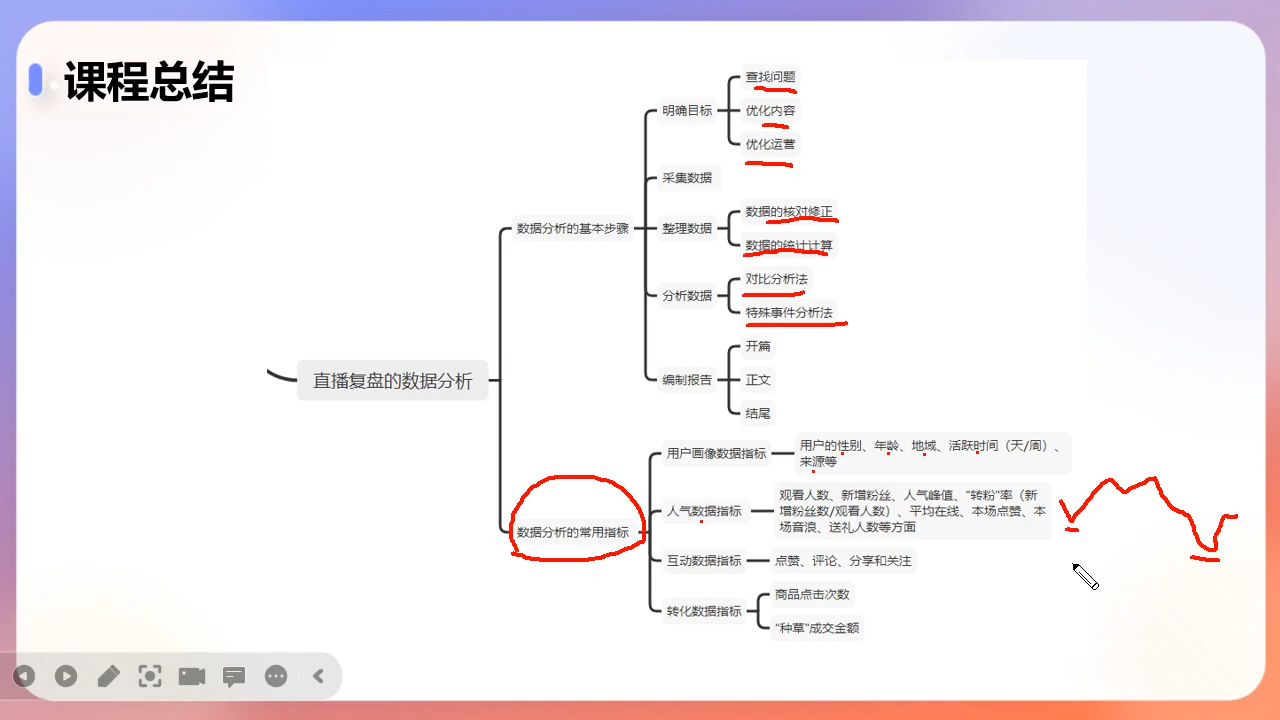 课程总结
直播复盘的数据分析
数据分析的基本步骤
明确目标
查找问题
优化内容
优化运营
采集数据
整理数据
数据的核对修正
数据的统计计算
分析数据
对比分析法
特殊事件分析法
编制报告
开篇
正文
结尾
数据分析的常用指标
用户画像数据指标
用户的性别、年龄、地域、活跃时间（天/周）、
来源等
人气数据指标
观看人数、新增粉丝、人气峰值、“转粉”率（新
增粉丝数/观看人数）、平均在线、本场点赞、本
场音浪、送礼人数等方面
互动数据指标
点赞、评论、分享和关注
转化数据指标
商品点击次数
“种草”成交金额